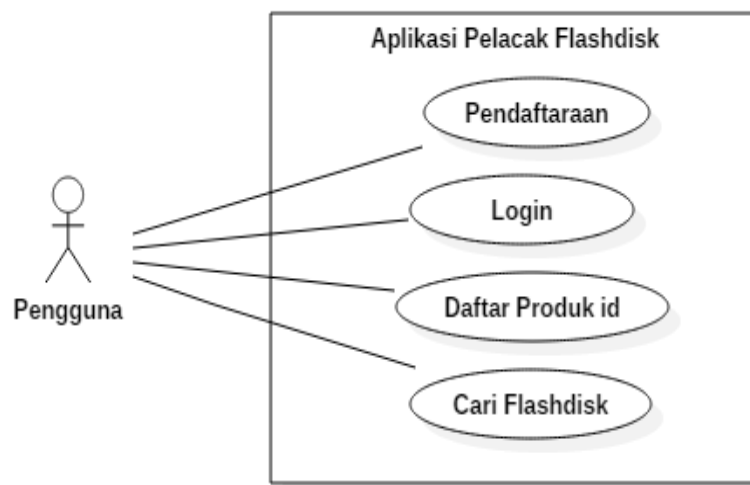 Aplikasi Pelacak Flashdisk
Pendaftaraan
Login
Daftar Produk id
Cari Flashdisk
Pengguna